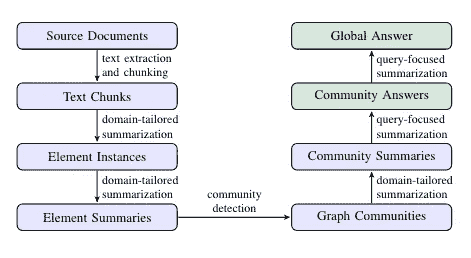 Source Documents
text extraction
and chunking
Text Chunks
domain-tailored
summarization
Element Instances
domain-tailored
summarization
Element Summaries
community
detection
Graph Communities
domain-tailored
summarization
Community Summaries
query-focused
summarization
Community Answers
query-focused
summarization
Global Answer